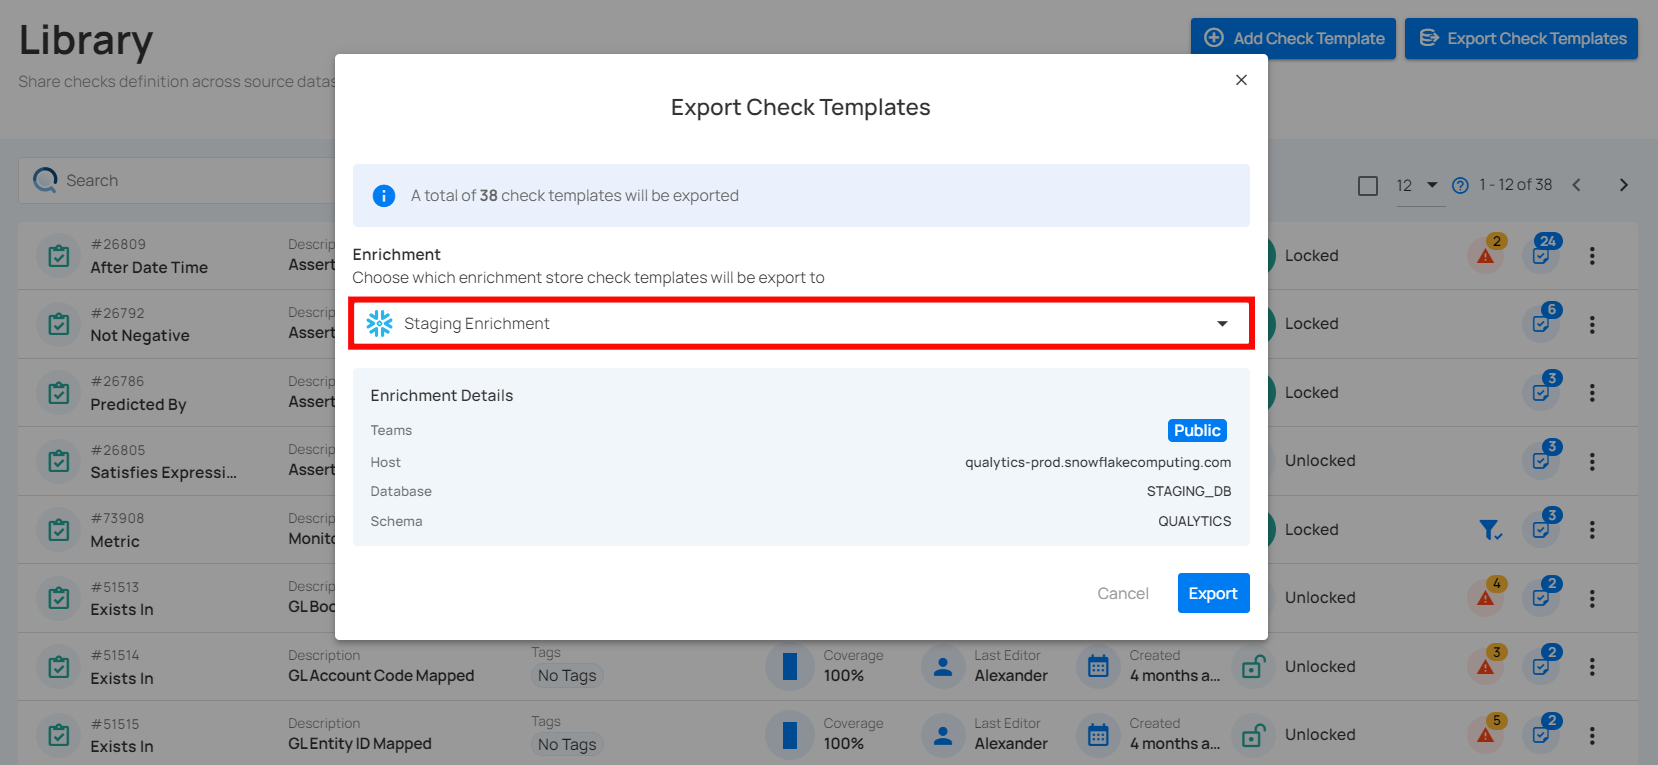 Library
Add Check Template
Export Check Templates
Share checks definition across source datas
Export Check Templates
Search
12
1 - 12 of 38
A total of 38 check templates will be exported
Enrichment
Choose which enrichment store check templates will be export to
Staging Enrichment
Enrichment Details
Teams
Public
Host
qualytics-prod.snowflakecomputing.com
Database
STAGING_DB
Schema
QUALYTICS
Cancel
Export
#26809
After Date Time
Descrip
Assert
Locked
2
24
#26792
Not Negative
Descrip
Assert
Locked
6
#26786
Predicted By
Descrip
Assert
Locked
3
#26805
Satisfies Expressi...
Descrip
Assert
Unlocked
3
#73908
Metric
Descrip
Monito
Locked
3
#51513
Exists In
Descrip
GL Boo
Unlocked
4
2
#51514
Exists In
Description
GL Account Code Mapped
Tags
No Tags
Coverage
100%
Last Editor
Alexander
Created
4 months a...
Unlocked
3
2
#51515
Exists In
Description
GL Entity ID Mapped
Tags
No Tags
Coverage
100%
Last Editor
Alexander
Created
4 months a...
Unlocked
5
2